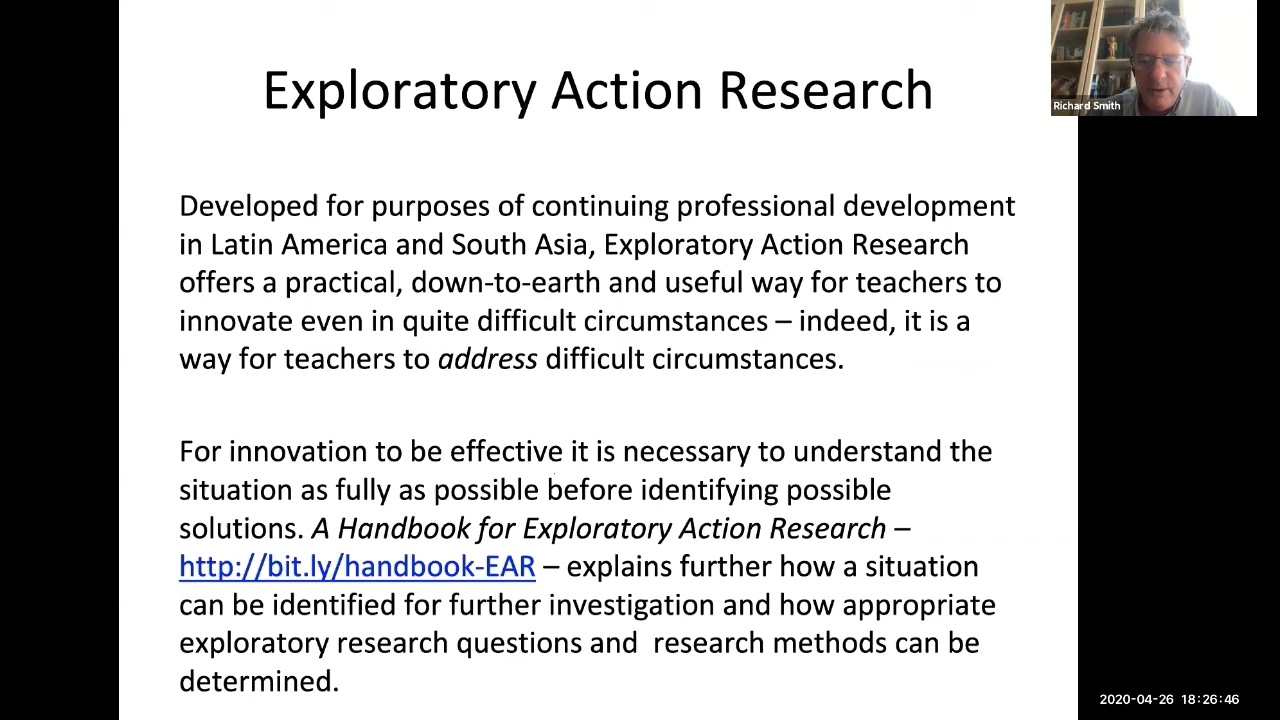 Exploratory Action Research
Richard Smith
Developed for purposes of continuing professional development
in Latin America and South Asia, Exploratory Action Research
offers a practical, down-to-earth and useful way for teachers to
innovate even in quite difficult circumstances – indeed, it is a
way for teachers to address difficult circumstances.
For innovation to be effective it is necessary to understand the
situation as fully as possible before identifying possible
solutions. A Handbook for Exploratory Action Research –
http://bit.ly/handbook-EAR – explains further how a situation
can be identified for further investigation and how appropriate
exploratory research questions and  research methods can be
determined.
2020-04-26 18:26:46